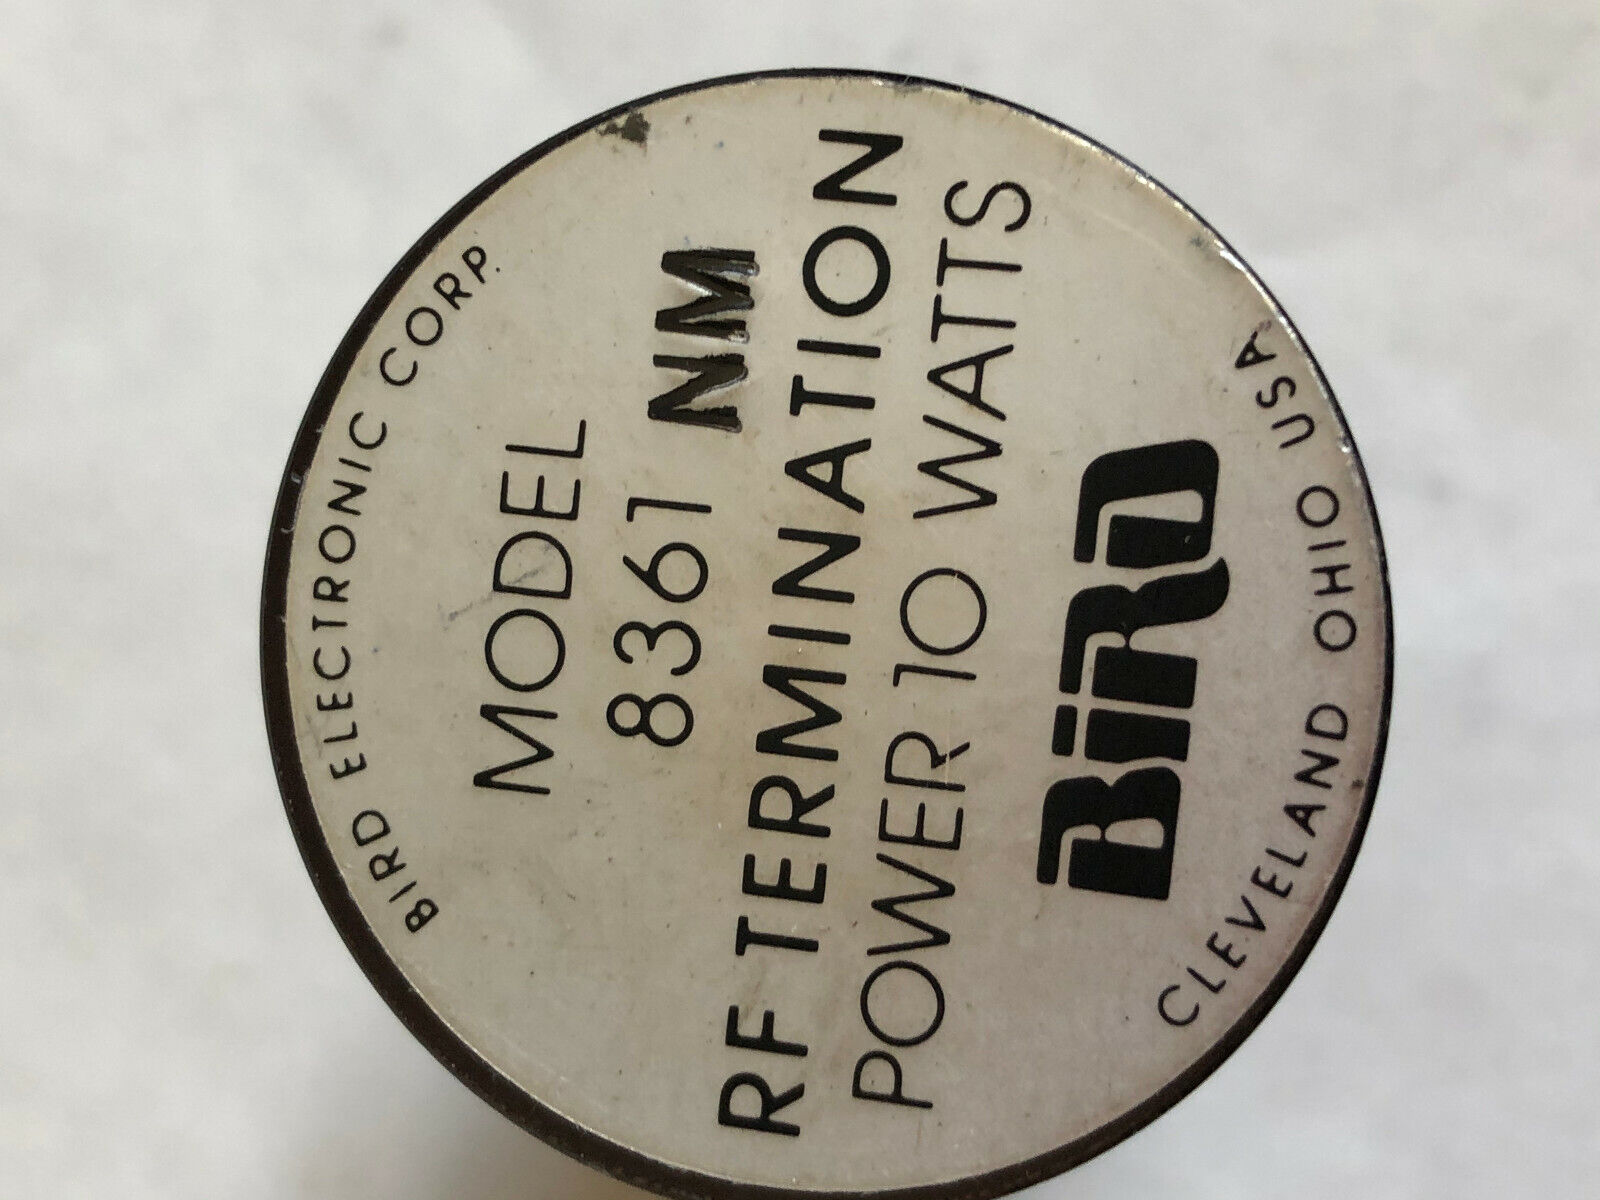 BIRD ELECTRONIC CORP.
MODEL
8361 NM
RF TERMINATION
POWER 10 WATTS
BiRD
CLEVELAND OHIO USA